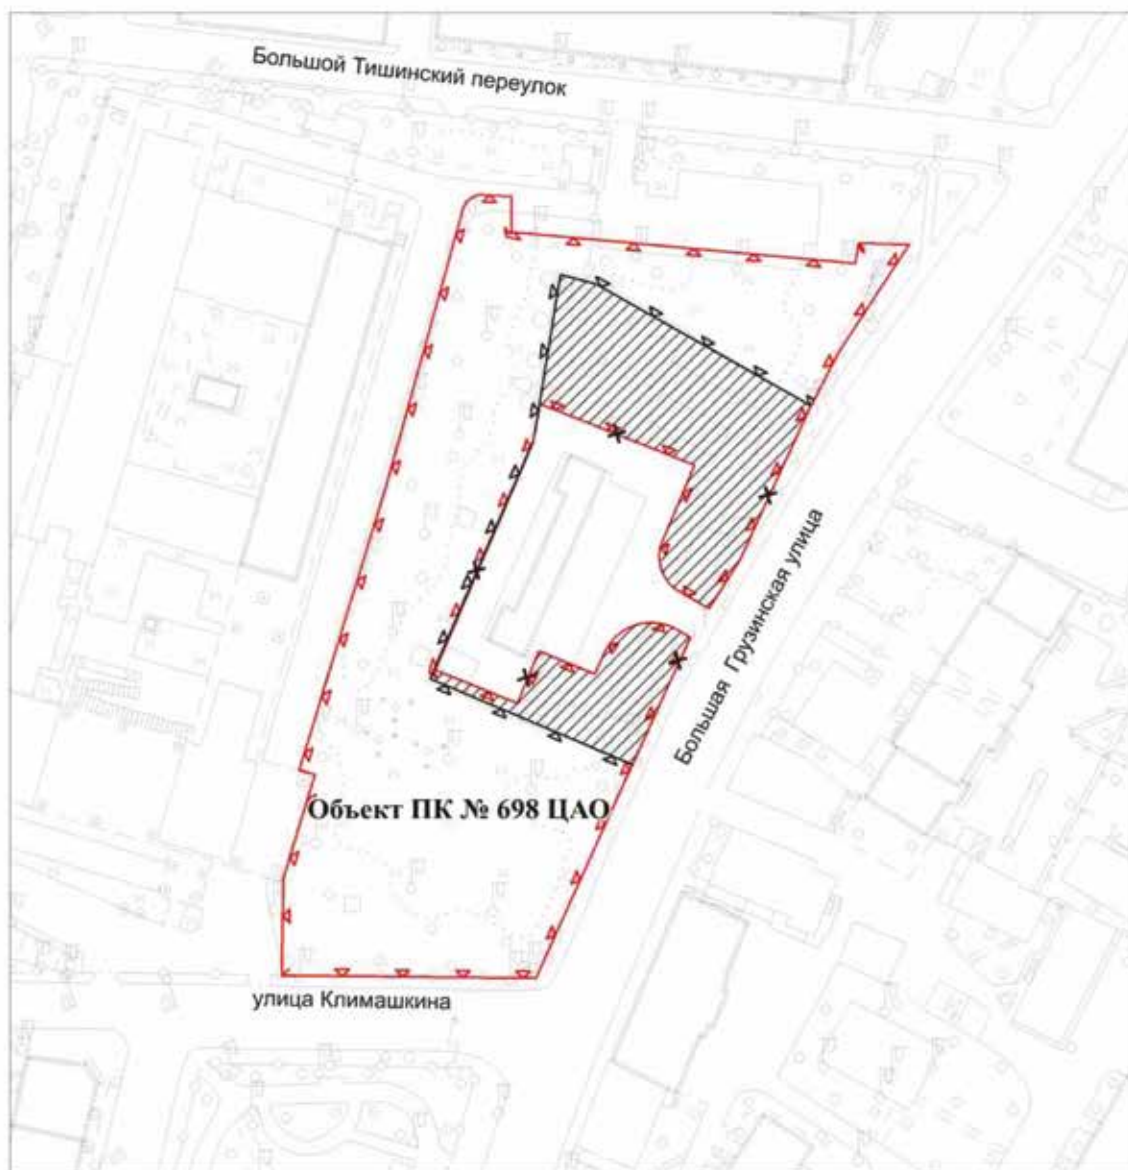 Большой Тишинский переулок
Большая Грузинская улица
Объект ПК № 698 ЦАО
улица Климашкина